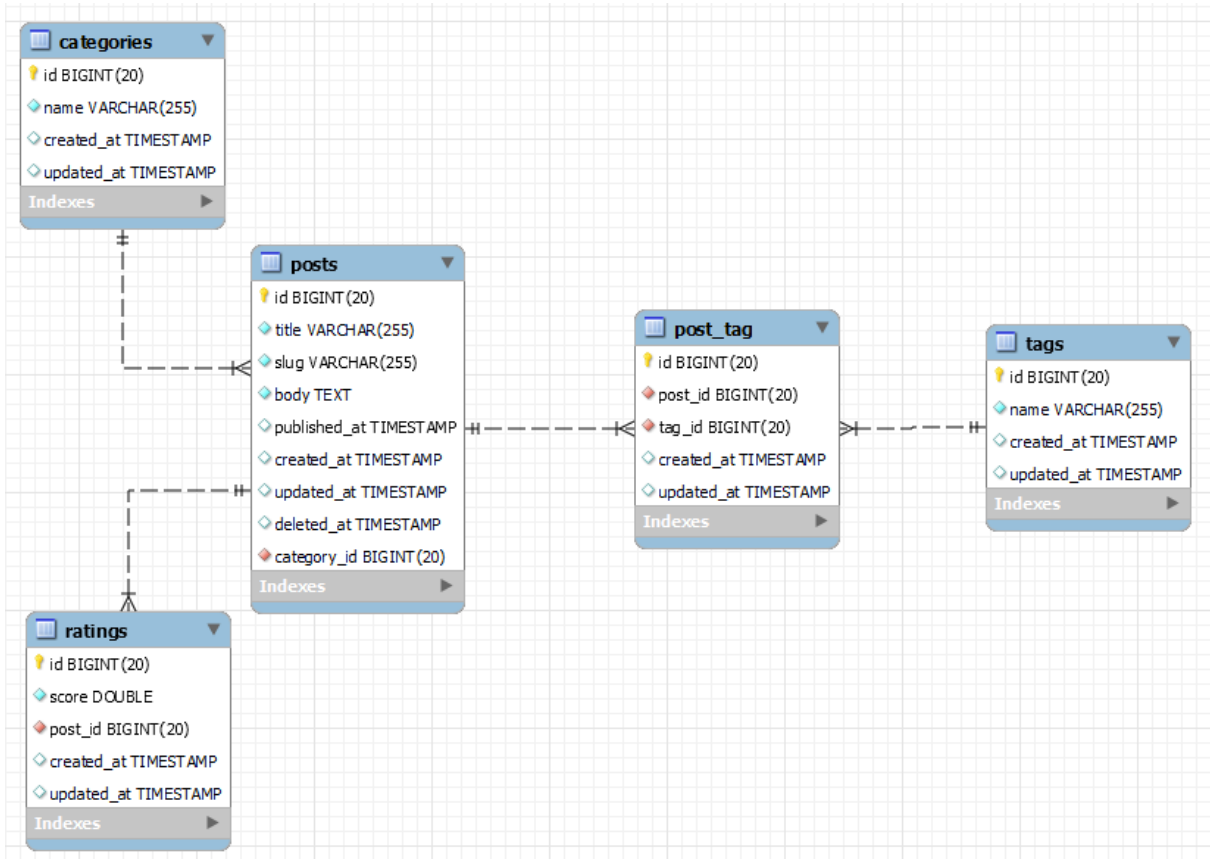 categories
id BIGINT(20)
name VARCHAR(255)
created_at TIMESTAMP
updated_at TIMESTAMP
Indexes
posts
id BIGINT(20)
title VARCHAR(255)
slug VARCHAR(255)
body TEXT
published_at TIMESTAMP
created_at TIMESTAMP
updated_at TIMESTAMP
deleted_at TIMESTAMP
category_id BIGINT(20)
Indexes
post_tag
id BIGINT(20)
post_id BIGINT(20)
tag_id BIGINT(20)
created_at TIMESTAMP
updated_at TIMESTAMP
Indexes
tags
id BIGINT(20)
name VARCHAR(255)
created_at TIMESTAMP
updated_at TIMESTAMP
Indexes
ratings
id BIGINT(20)
score DOUBLE
post_id BIGINT(20)
created_at TIMESTAMP
updated_at TIMESTAMP
Indexes